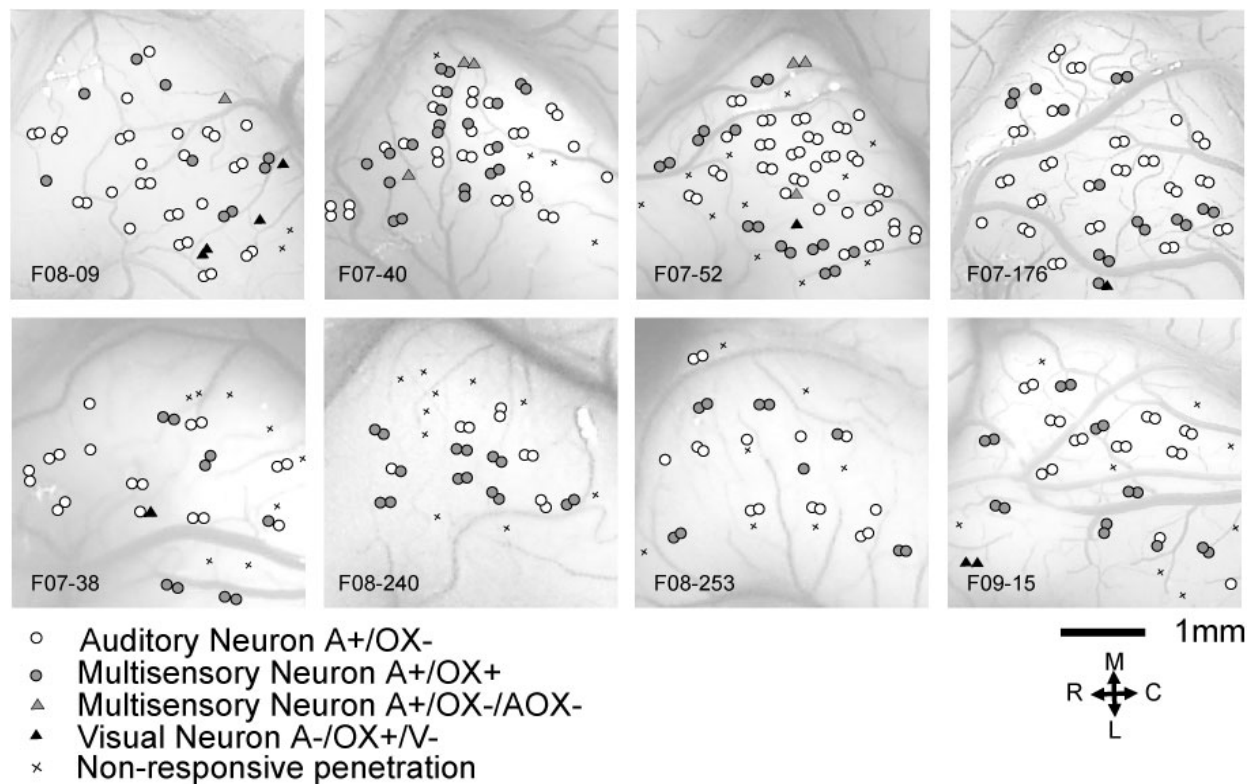 F08-09
F07-40
F07-52
F07-176
F07-38
F08-240
F08-253
F09-15
Auditory Neuron A+/OX-
Multisensory Neuron A+/OX+
Multisensory Neuron A+/OX-/AOX-
Visual Neuron A-/OX+/V-
Non-responsive penetration
1mm
M
R C
L